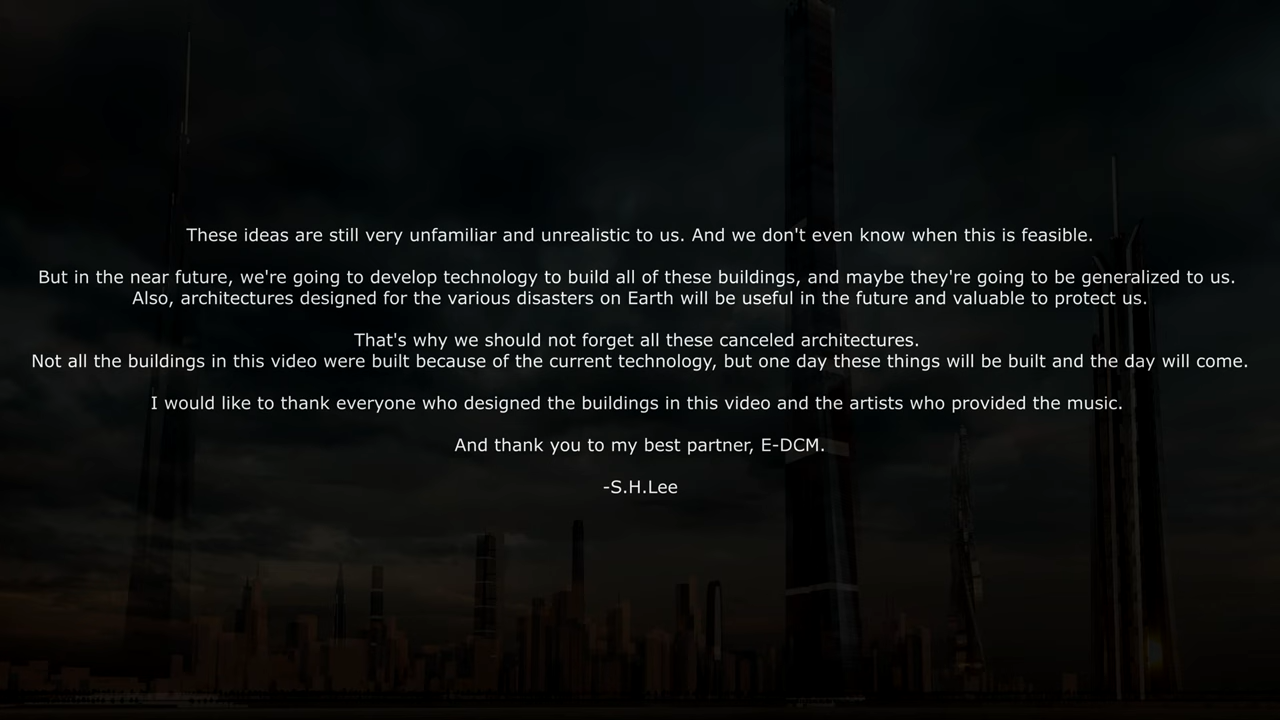 These ideas are still very unfamiliar and unrealistic to us. And we don't even know when this is feasible.
But in the near future, we're going to develop technology to build all of these buildings, and maybe they're going to be generalized to us.
Also, architectures designed for the various disasters on Earth will be useful in the future and valuable to protect us.
That's why we should not forget all these canceled architectures.
Not all the buildings in this video were built because of the current technology, but one day these things will be built and the day will come.
I would like to thank everyone who designed the buildings in this video and the artists who provided the music.
And thank you to my best partner, E-DCM.
-S.H.Lee